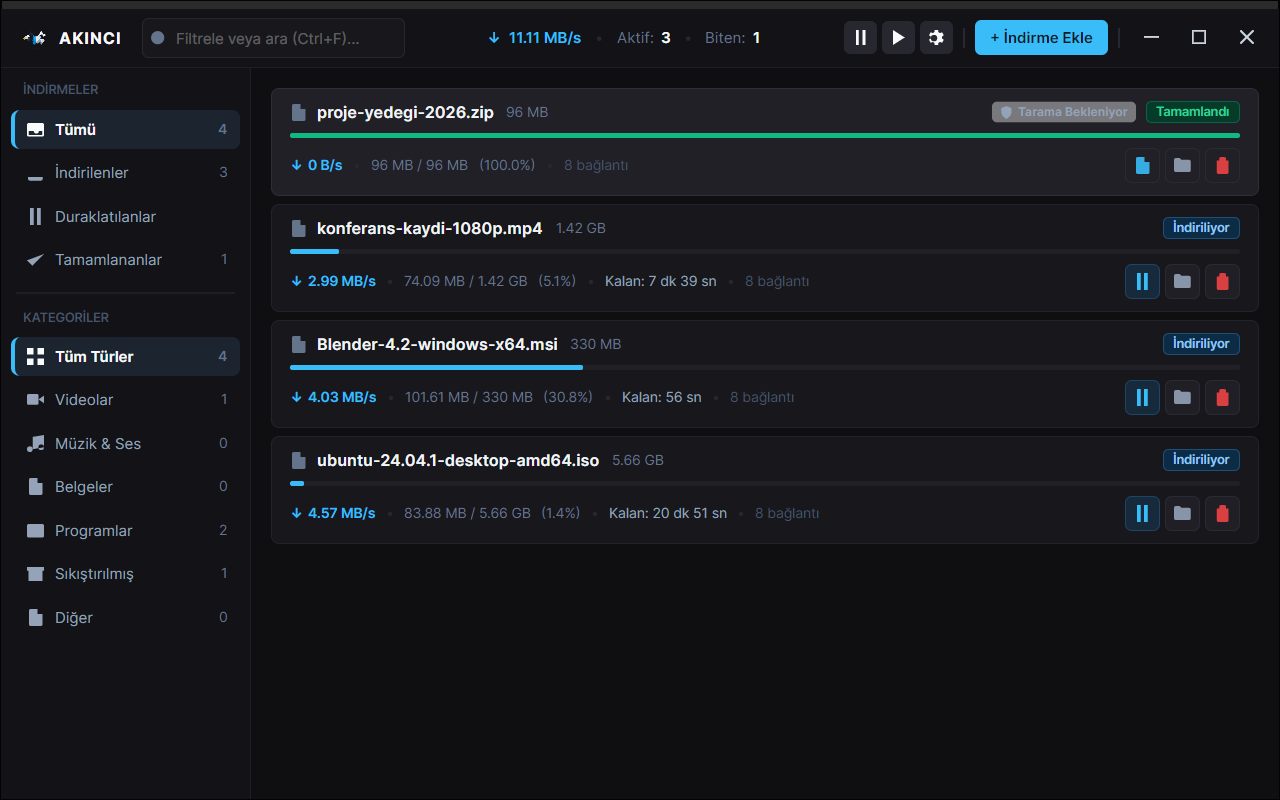 AKINCI
Filtrele veya ara (Ctrl+F)...
11.11 MB/s • Aktif: 3 • Biten: 1
+ İndirme Ekle
İNDİRMELER
Tümü 4
İndirilenler 3
Duraklatılanlar
Tamamlananlar 1
KATEGORİLER
Tüm Türler 4
Videolar 1
Müzik & Ses 0
Belgeler 0
Programlar 2
Sıkıştırılmış 1
Diğer 0
proje-yedegi-2026.zip 96 MB Tarama Bekleniyor Tamamlandı
0 B/s • 96 MB / 96 MB (100.0%) • 8 bağlantı
konferans-kaydi-1080p.mp4 1.42 GB İndiriliyor
2.99 MB/s • 74.09 MB / 1.42 GB (5.1%) • Kalan: 7 dk 39 sn • 8 bağlantı
Blender-4.2-windows-x64.msi 330 MB İndiriliyor
4.03 MB/s • 101.61 MB / 330 MB (30.8%) • Kalan: 56 sn • 8 bağlantı
ubuntu-24.04.1-desktop-amd64.iso 5.66 GB İndiriliyor
4.57 MB/s • 83.88 MB / 5.66 GB (1.4%) • Kalan: 20 dk 51 sn • 8 bağlantı